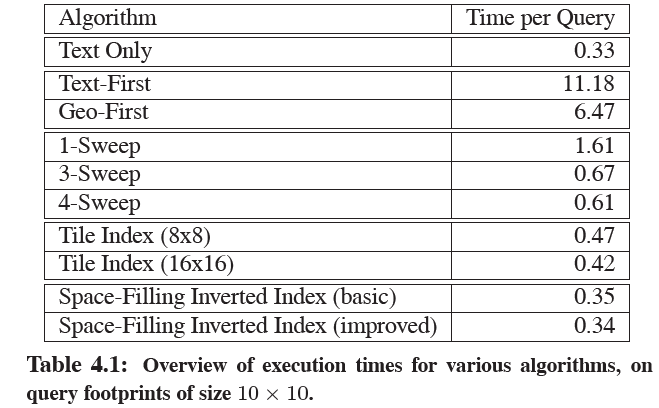 Algorithm Time per Query
Text Only 0.33
Text-First 11.18
Geo-First 6.47
1-Sweep 1.61
3-Sweep 0.67
4-Sweep 0.61
Tile Index (8x8) 0.47
Tile Index (16x16) 0.42
Space-Filling Inverted Index (basic) 0.35
Space-Filling Inverted Index (improved) 0.34
Table 4.1: Overview of execution times for various algorithms, on
query footprints of size 10 × 10.